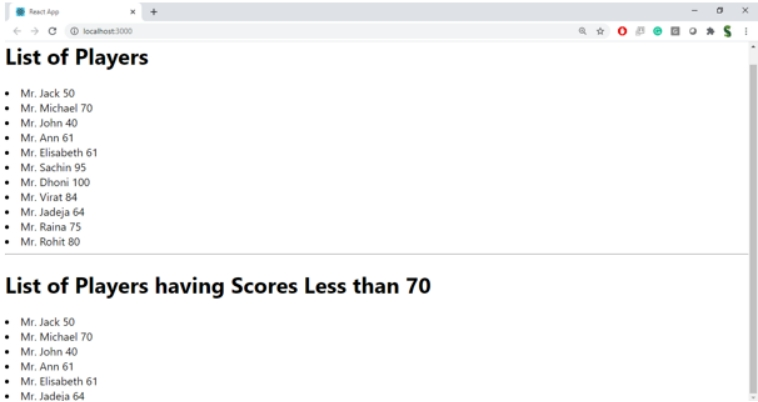 React App
localhost:3000
List of Players
Mr. Jack 50
Mr. Michael 70
Mr. John 40
Mr. Ann 61
Mr. Elisabeth 61
Mr. Sachin 95
Mr. Dhoni 100
Mr. Virat 84
Mr. Jadeja 64
Mr. Raina 75
Mr. Rohit 80
List of Players having Scores Less than 70
Mr. Jack 50
Mr. Michael 70
Mr. John 40
Mr. Ann 61
Mr. Elisabeth 61
Mr. Jadeja 64